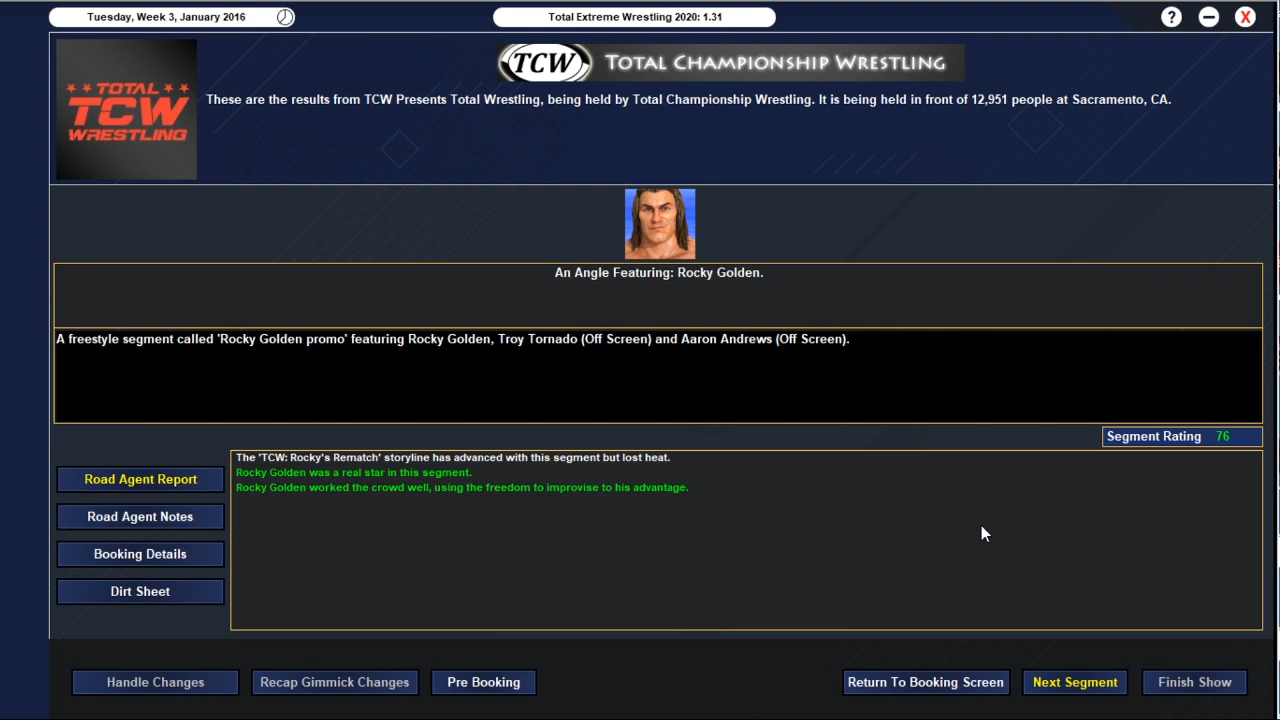 Tuesday, Week 3, January 2016
Total Extreme Wrestling 2020: 1.31
?
X
TCW TOTAL CHAMPIONSHIP WRESTLING
TOTAL
TCW
WRESTLING
These are the results from TCW Presents Total Wrestling, being held by Total Championship Wrestling. It is being held in front of 12,951 people at Sacramento, CA.
An Angle Featuring: Rocky Golden.
A freestyle segment called 'Rocky Golden promo' featuring Rocky Golden, Troy Tornado (Off Screen) and Aaron Andrews (Off Screen).
Segment Rating 76
The 'TCW: Rocky's Rematch' storyline has advanced with this segment but lost heat.
Rocky Golden was a real star in this segment.
Rocky Golden worked the crowd well, using the freedom to improvise to his advantage.
Road Agent Report
Road Agent Notes
Booking Details
Dirt Sheet
Handle Changes
Recap Gimmick Changes
Pre Booking
Return To Booking Screen
Next Segment
Finish Show